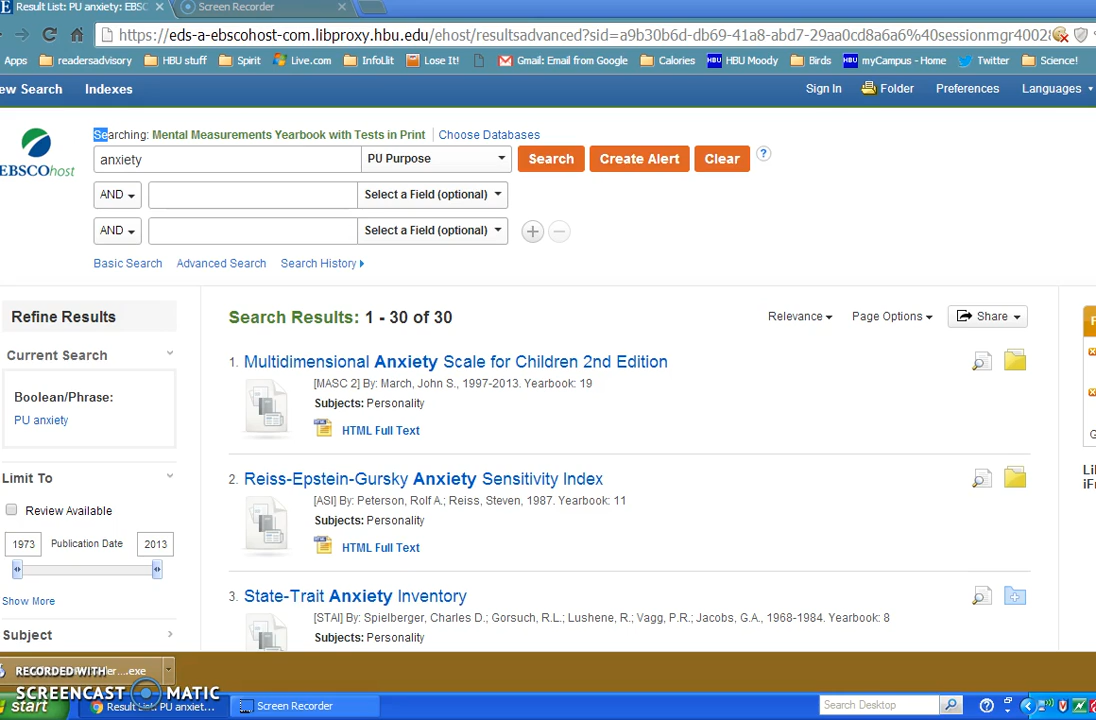 Result List: PU anxiety: EBSC
Screen Recorder
https://eds-a-ebscohost-com.libproxy.hbu.edu/ehost/resultsadvanced?sid=a9b30b6d-db69-41a8-abd7-29aa0cd8a6a6%40sessionmgr4002
Apps readersadvisory HBU stuff Spirit Live.com InfoLIit Lose It! Gmail: Email from Google Calories HBU HBU Moody Birds HBU myCampus - Home Twitter Science!
ew Search Indexes Sign In Folder Preferences Languages
Searching: Mental Measurements Yearbook with Tests in Print Choose Databases
EBSCOhost
anxiety PU Purpose Search Create Alert Clear ?
AND Select a Field (optional)
AND Select a Field (optional)
Basic Search Advanced Search Search History
Refine Results
Search Results: 1 - 30 of 30 Relevance Page Options Share
Current Search
Boolean/Phrase:
PU anxiety
Limit To
Review Available
1973 Publication Date 2013
Show More
Subject
1. Multidimensional Anxiety Scale for Children 2nd Edition
[MASC 2] By: March, John S., 1997-2013. Yearbook: 19
Subjects: Personality
HTML Full Text
2. Reiss-Epstein-Gursky Anxiety Sensitivity Index
[ASI] By: Peterson, Rolf A.; Reiss, Steven, 1987. Yearbook: 11
Subjects: Personality
HTML Full Text
3. State-Trait Anxiety Inventory
[STAI] By: Spielberger, Charles D.; Gorsuch, R.L.; Lushene, R.; Vagg, P.R.; Jacobs, G.A., 1968-1984. Yearbook: 8
Subjects: Personality
F
G
Li
iF
RECORDED WITH er....exe
SCREENCAST MATIC
start Result List: PU anxiet... Screen Recorder Search Desktop